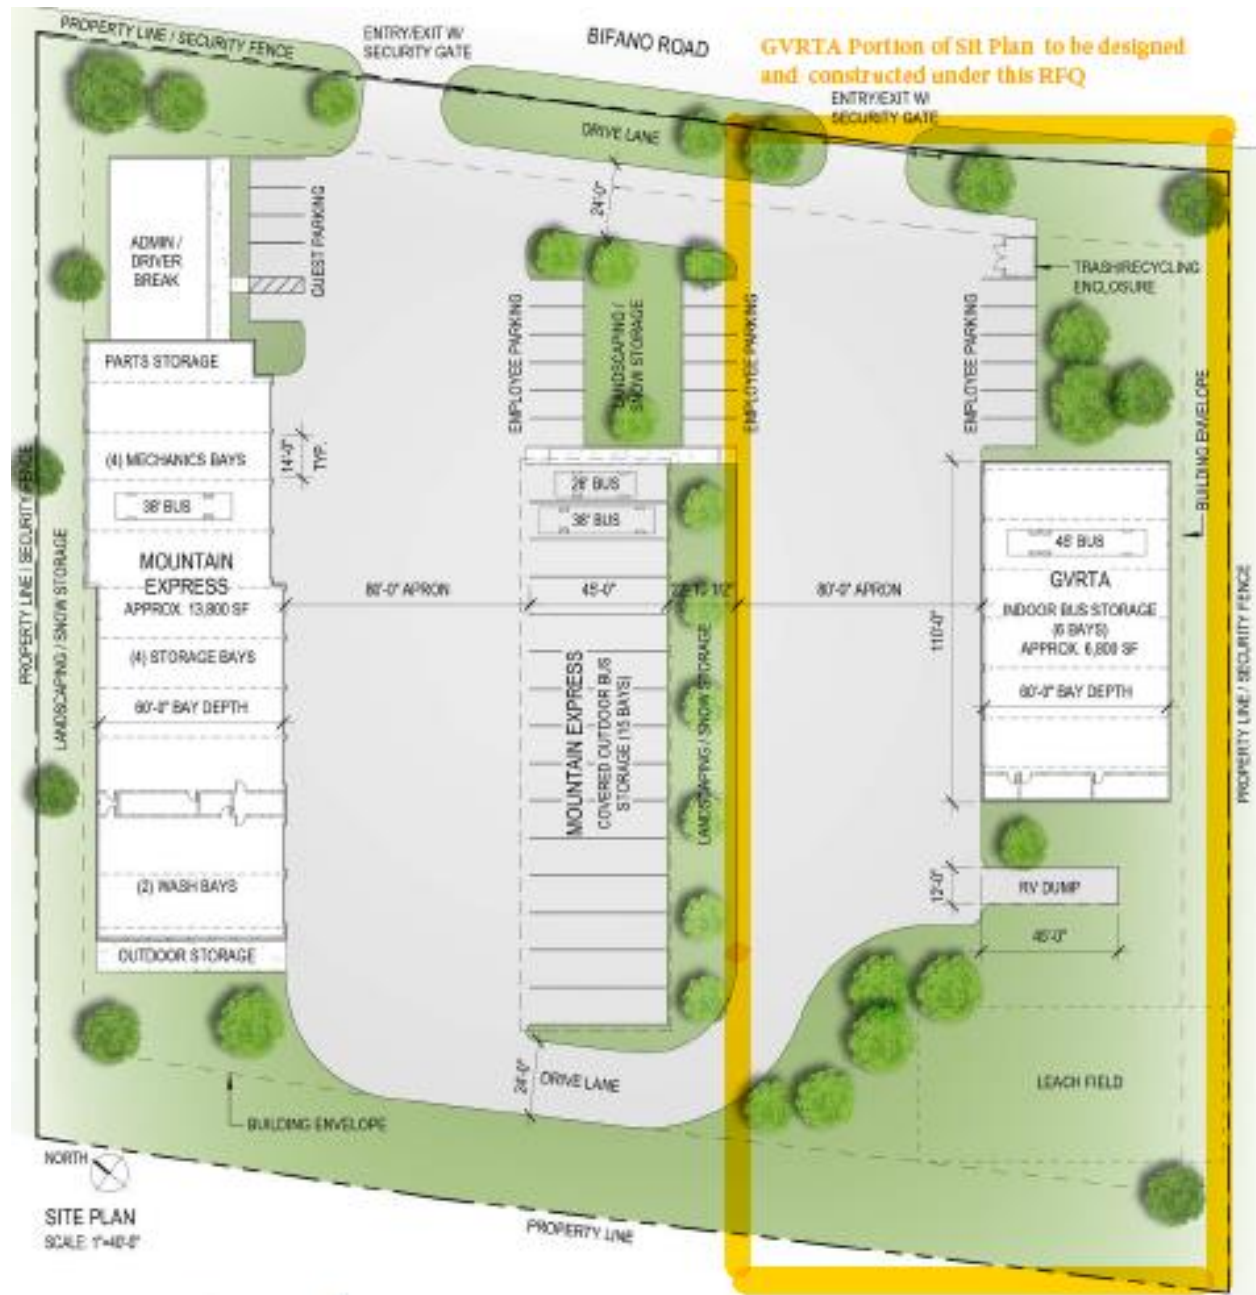 PROPERTY LINE / SECURITY FENCE
ENTRY/EXIT W/
SECURITY GATE
BIFANO ROAD
GVRTA Portion of Sit Plan to be designed
and constructed under this RFQ
ENTRY/EXIT W/
SECURITY GATE
DRIVE LANE
24'-0"
ADMIN /
DRIVER
BREAK
GUEST PARKING
TRASH/RECYCLING
ENCLOSURE
EMPLOYEE PARKING
LANDSCAPING /
SNOW STORAGE
EMPLOYEE PARKING
EMPLOYEE PARKING
PARTS STORAGE
BUILDING ENVELOPE
(4) MECHANICS BAYS
14'-0"
TYP.
38' BUS
26' BUS
38' BUS
45' BUS
PROPERTY LINE / SECURITY FENCE
LANDSCAPING / SNOW STORAGE
MOUNTAIN
EXPRESS
APPROX. 13,800 SF
80'-0" APRON
45'-0"
80'-0" APRON
GVRTA
INDOOR BUS STORAGE
(6 BAYS)
APPROX. 6,800 SF
110'-0"
(4) STORAGE BAYS
60'-0" BAY DEPTH
60'-0" BAY DEPTH
MOUNTAIN EXPRESS
COVERED OUTDOOR BUS
STORAGE (15 BAYS)
LANDSCAPING / SNOW STORAGE
PROPERTY LINE / SECURITY FENCE
(2) WASH BAYS
12'-0"
RV DUMP
45'-0"
OUTDOOR STORAGE
24'-0"
DRIVE LANE
LEACH FIELD
BUILDING ENVELOPE
NORTH
SITE PLAN
SCALE: 1"=40'-0"
PROPERTY LINE